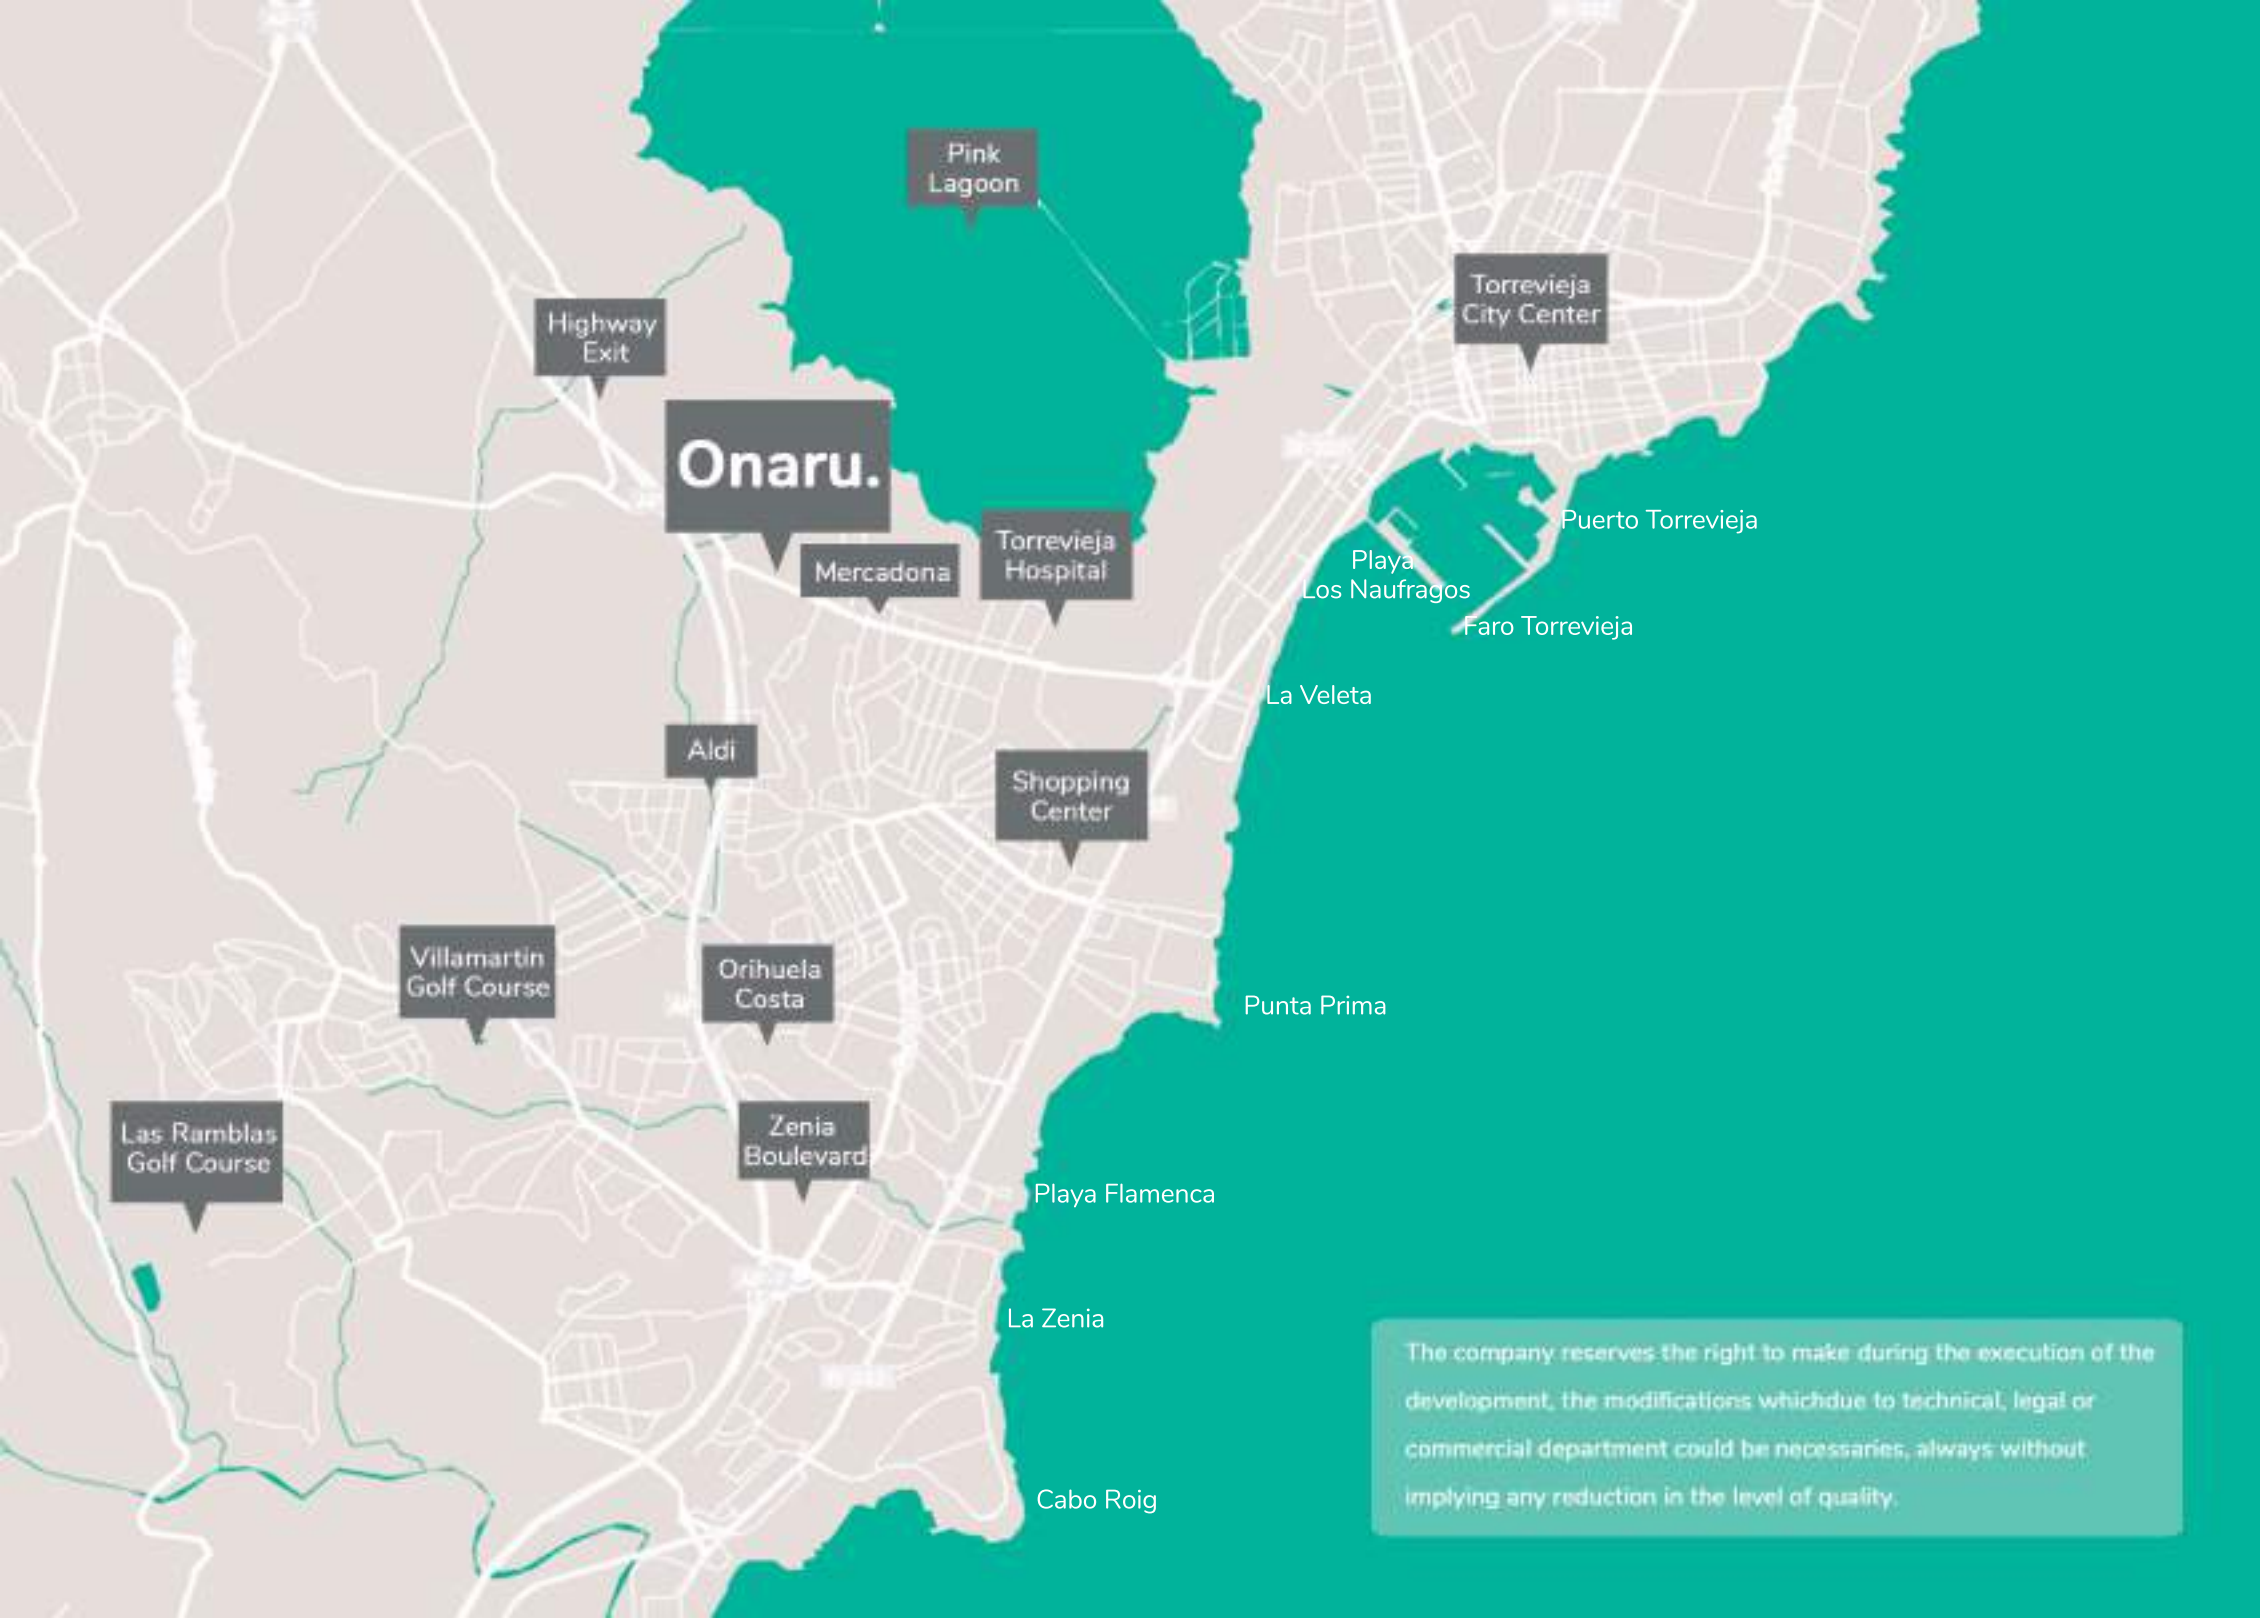 Pink
Lagoon
Torrevieja
City Center
Highway
Exit
Onaru.
Mercadona
Torrevieja
Hospital
Puerto Torrevieja
Playa
Los Naufragos
Faro Torrevieja
La Veleta
Aldi
Shopping
Center
Villamartin
Golf Course
Orihuela
Costa
Punta Prima
Las Ramblas
Golf Course
Zenia
Boulevard
Playa Flamenca
La Zenia
Cabo Roig
The company reserves the right to make during the execution of the
development, the modifications whichdue to technical, legal or
commercial department could be necessaries, always without
implying any reduction in the level of quality.